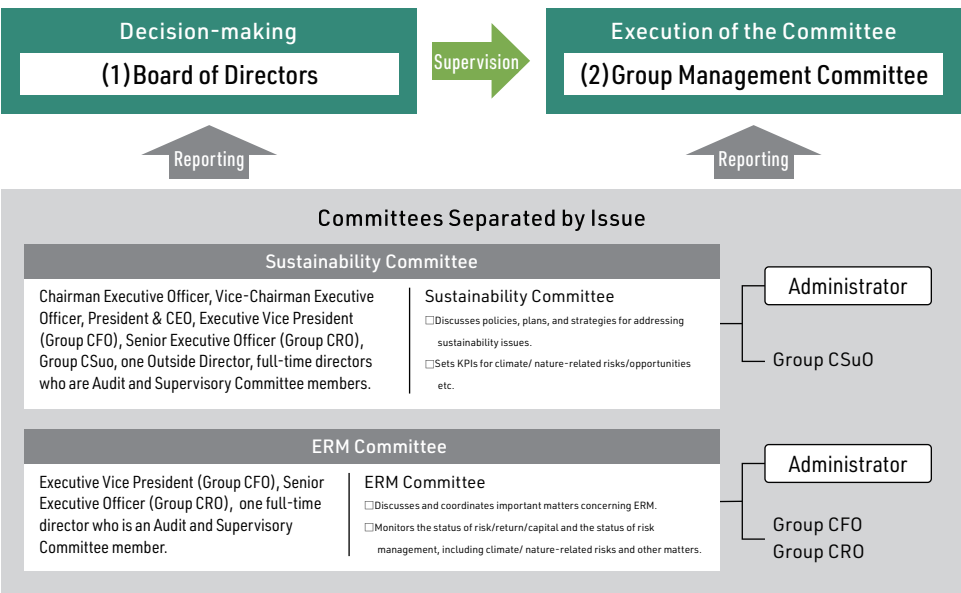 Decision-making
(1)Board of Directors
Supervision
Execution of the Committee
(2)Group Management Committee
Reporting
Reporting
Committees Separated by Issue
Sustainability Committee
Chairman Executive Officer, Vice-Chairman Executive
Officer, President & CEO, Executive Vice President
(Group CFO), Senior Executive Officer (Group CRO),
Group CSuo, one Outside Director, full-time directors
who are Audit and Supervisory Committee members.
Sustainability Committee
□Discusses policies, plans, and strategies for addressing
sustainability issues.
□Sets KPIs for climate/ nature-related risks/opportunities
etc.
Administrator
Group CSuO
ERM Committee
Executive Vice President (Group CFO), Senior
Executive Officer (Group CRO), one full-time
director who is an Audit and Supervisory
Committee member.
ERM Committee
□Discusses and coordinates important matters concerning ERM.
□Monitors the status of risk/return/capital and the status of risk
management, including climate/ nature-related risks and other matters.
Administrator
Group CFO
Group CRO